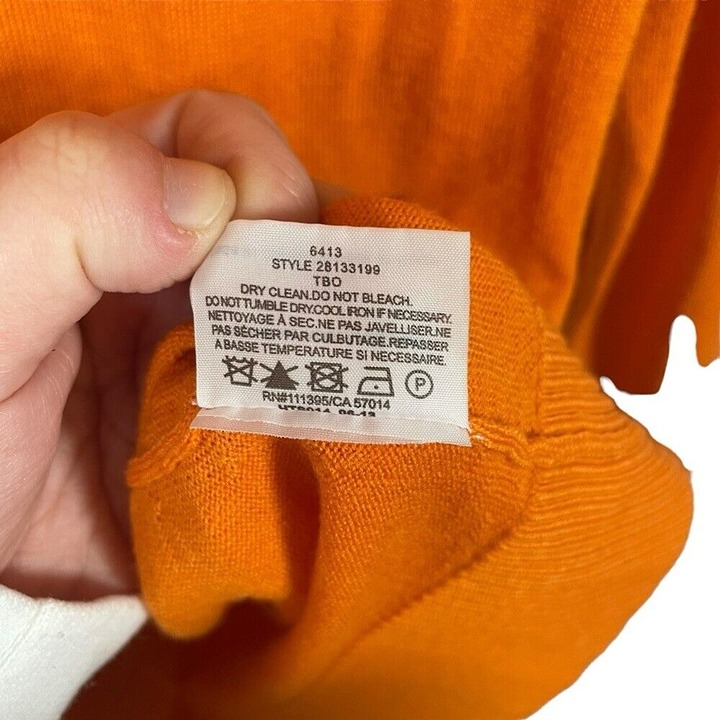 6413
STYLE 28133199
TBO
DRY CLEAN.DO NOT BLEACH.
DO NOT TUMBLE DRY.COOL IRON IF NECESSARY.
NETTOYAGE À SEC.NE PAS JAVELLISER.NE
PAS SÉCHER PAR CULBUTAGE.REPASSER
À BASSE TEMPERATURE SI NECESSAIRE.
P
RN#111395/CA 57014